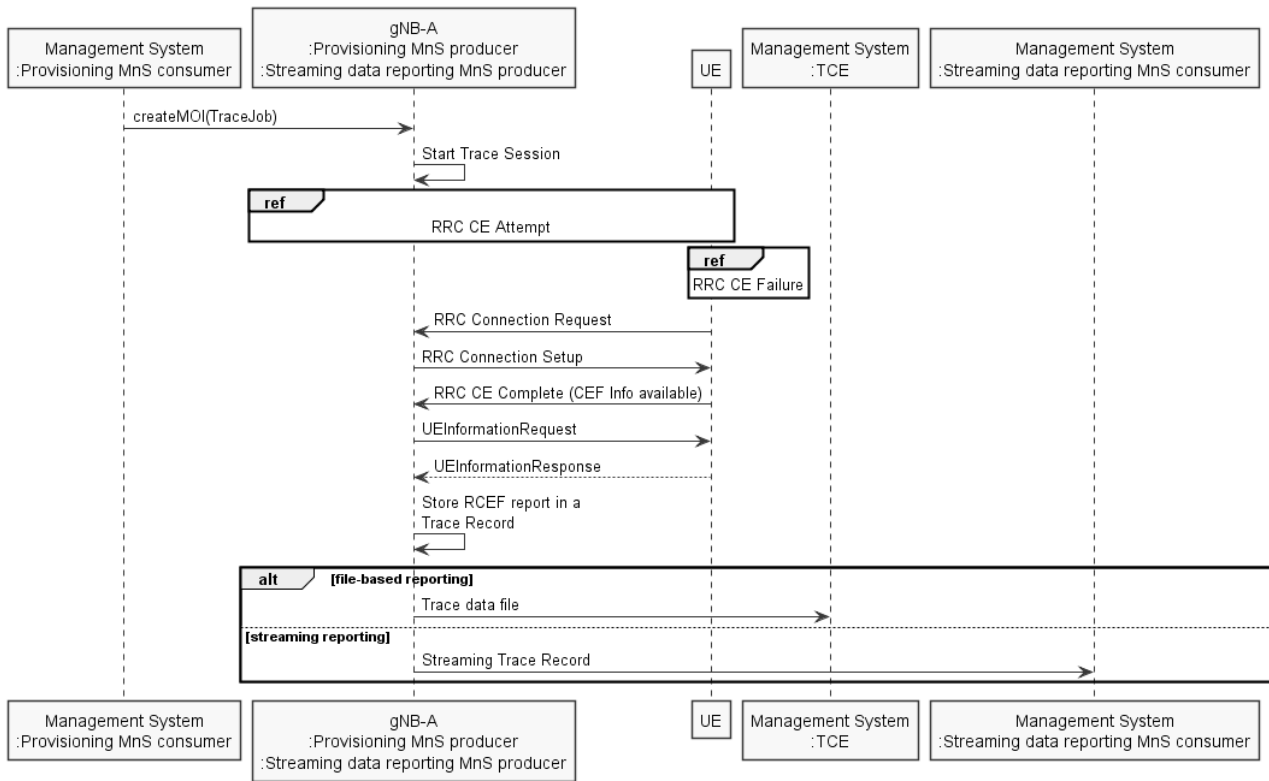 Management System
:Provisioning MnS consumer
gNB-A
:Provisioning MnS producer
:Streaming data reporting MnS producer
UE
Management System
:TCE
Management System
:Streaming data reporting MnS consumer
createMOI(TraceJob)
Start Trace Session
ref
RRC CE Attempt
ref
RRC CE Failure
RRC Connection Request
RRC Connection Setup
RRC CE Complete (CEF Info available)
UEInformationRequest
UEInformationResponse
Store RCEF report in a
Trace Record
alt [file-based reporting]
Trace data file
[streaming reporting]
Streaming Trace Record
Management System
:Provisioning MnS consumer
gNB-A
:Provisioning MnS producer
:Streaming data reporting MnS producer
UE
Management System
:TCE
Management System
:Streaming data reporting MnS consumer